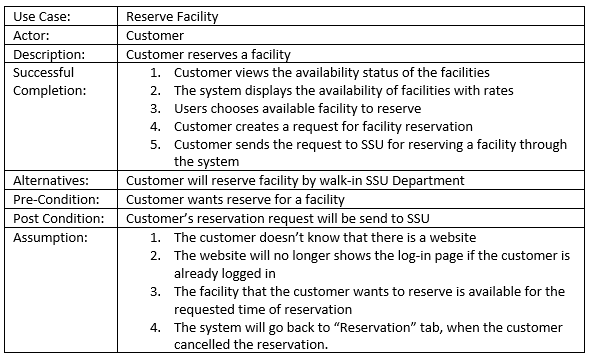 Use Case: Reserve Facility
Actor: Customer
Description: Customer reserves a facility
Successful Completion:
1. Customer views the availability status of the facilities
2. The system displays the availability of facilities with rates
3. Users chooses available facility to reserve
4. Customer creates a request for facility reservation
5. Customer sends the request to SSU for reserving a facility through
the system
Alternatives: Customer will reserve facility by walk-in SSU Department
Pre-Condition: Customer wants reserve for a facility
Post Condition: Customer’s reservation request will be send to SSU
Assumption:
1. The customer doesn’t know that there is a website
2. The website will no longer shows the log-in page if the customer is
already logged in
3. The facility that the customer wants to reserve is available for the
requested time of reservation
4. The system will go back to “Reservation” tab, when the customer
cancelled the reservation.